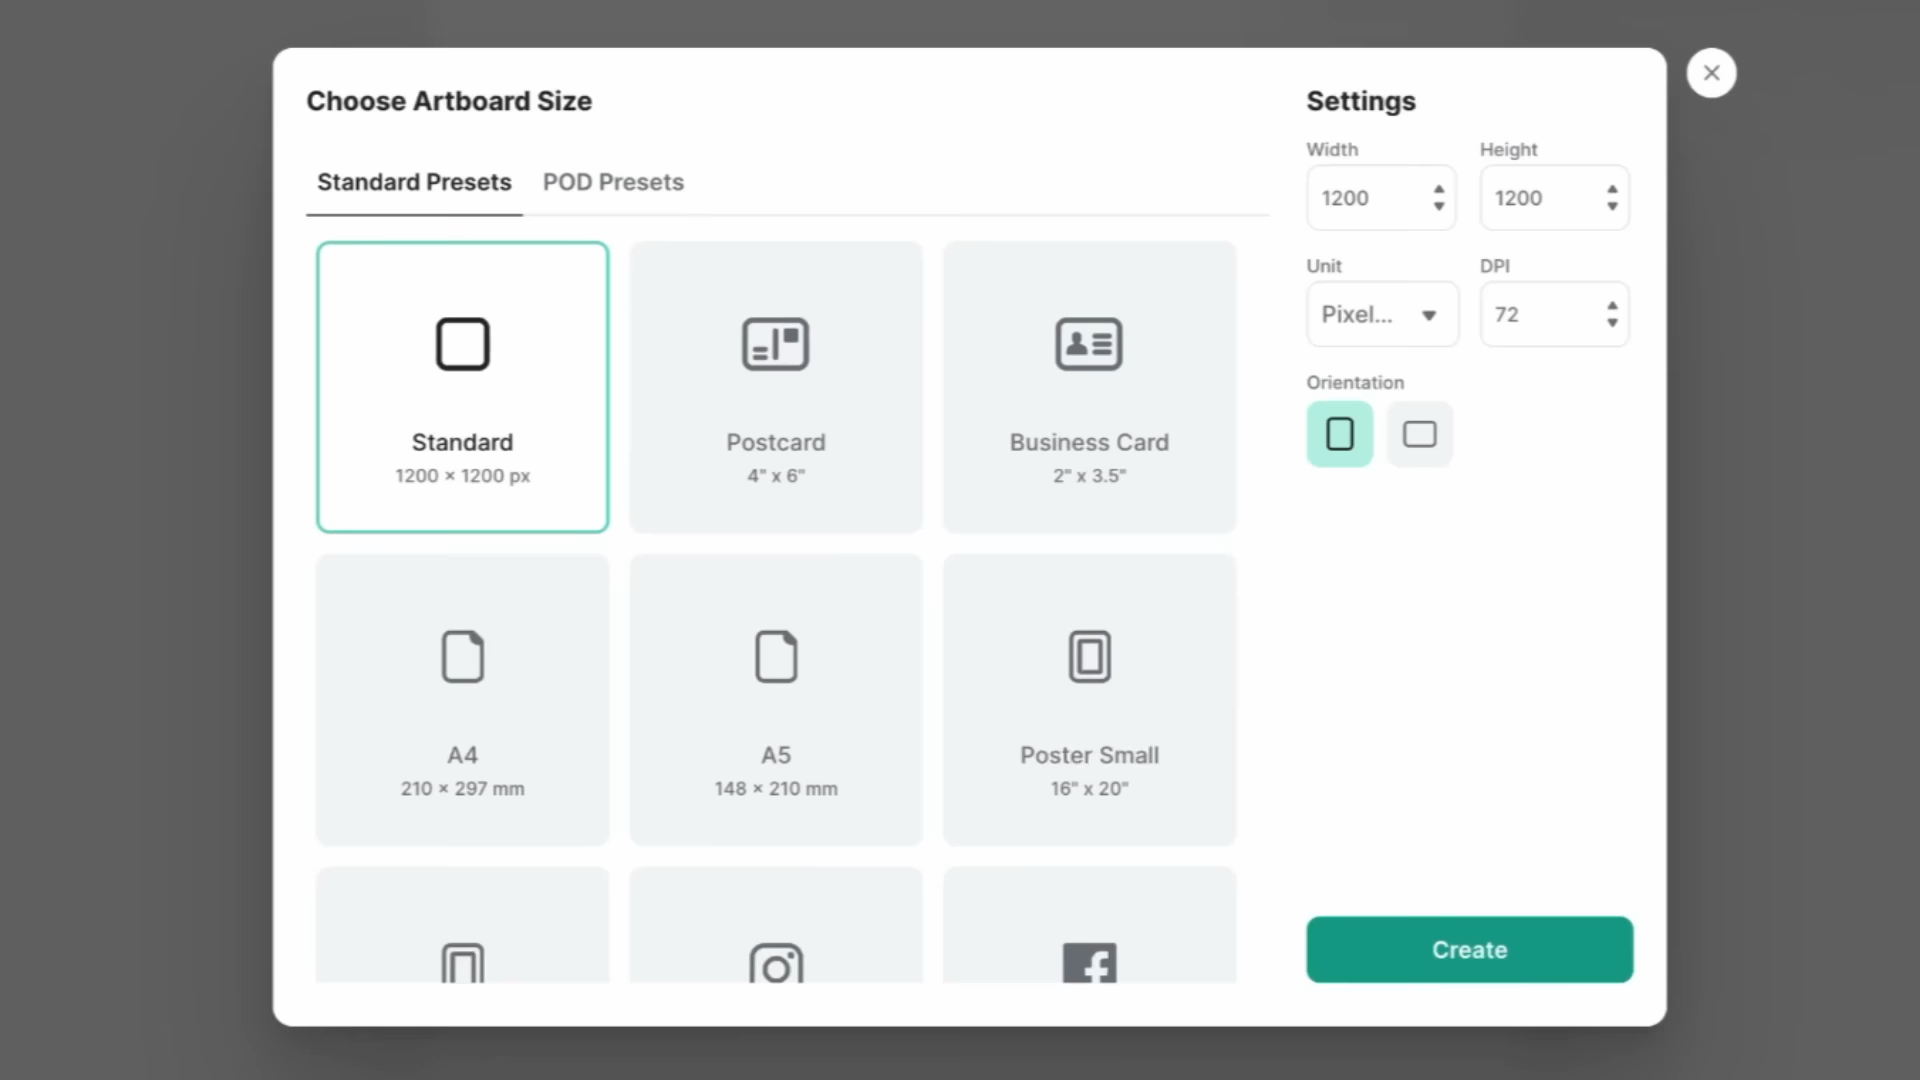 Choose Artboard Size
Standard Presets
POD Presets
Standard
1200 × 1200 px
Postcard
4" x 6"
Business Card
2" x 3.5"
A4
210 × 297 mm
A5
148 × 210 mm
Poster Small
16" x 20"
Settings
Width
Height
1200
1200
Unit
DPI
Pixel...
72
Orientation
Create